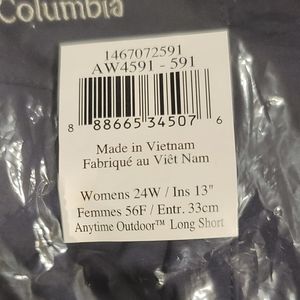 Columbia
1467072591
AW4591 - 591
8 88665 34507 6
Made in Vietnam
Fabriqué au Viêt Nam
Womens 24W / Ins 13"
Femmes 56F / Entr. 33cm
Anytime Outdoor™ Long Short